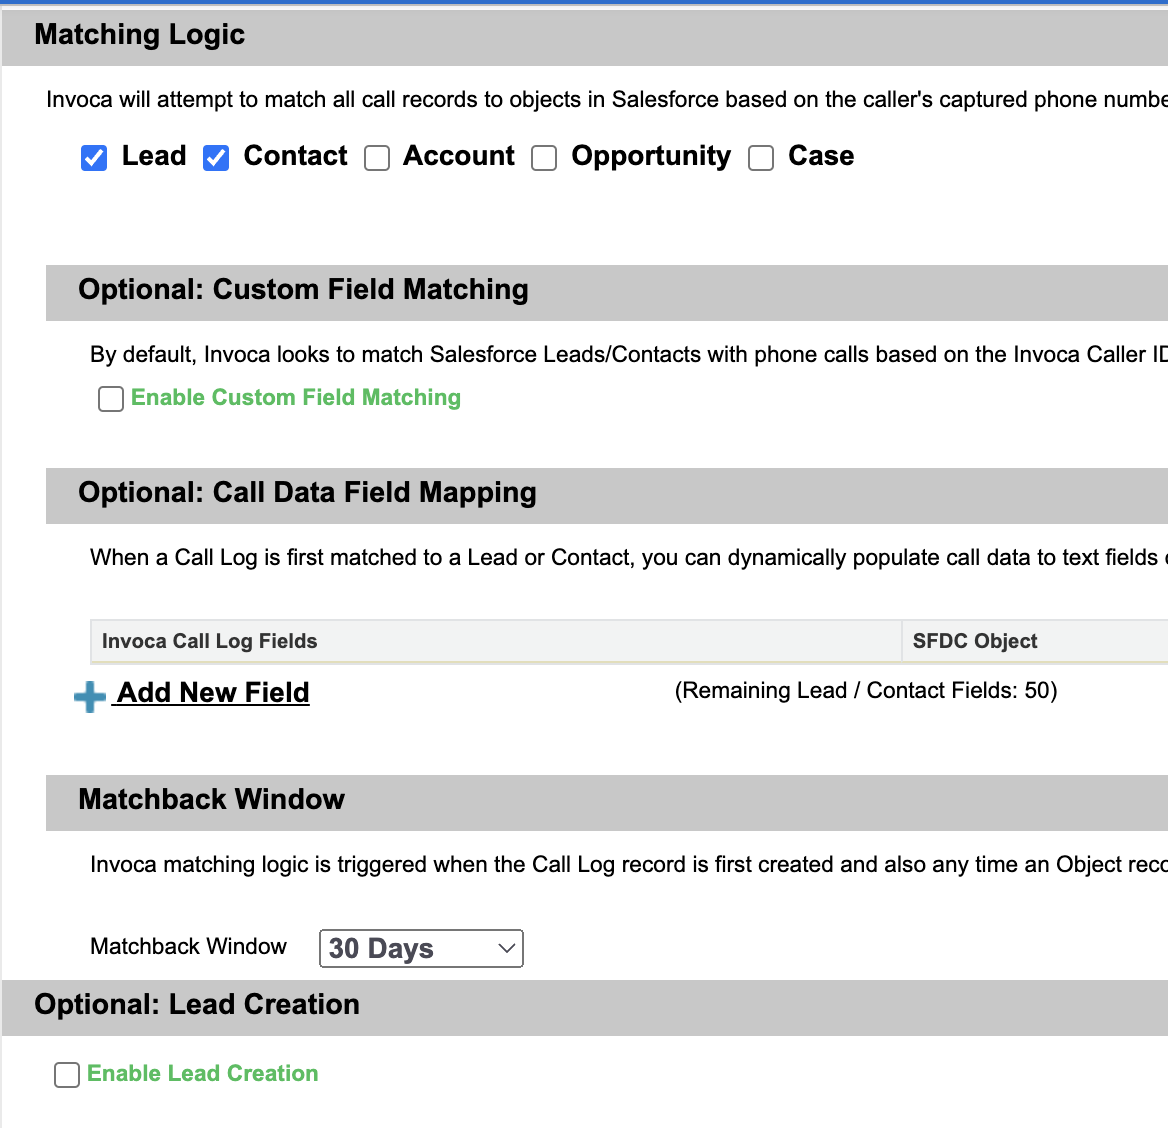 Matching Logic
Invoca will attempt to match all call records to objects in Salesforce based on the caller's captured phone numbe
Lead Contact Account Opportunity Case
Optional: Custom Field Matching
By default, Invoca looks to match Salesforce Leads/Contacts with phone calls based on the Invoca Caller ID
Enable Custom Field Matching
Optional: Call Data Field Mapping
When a Call Log is first matched to a Lead or Contact, you can dynamically populate call data to text fields
Invoca Call Log Fields SFDC Object
Add New Field (Remaining Lead / Contact Fields: 50)
Matchback Window
Invoca matching logic is triggered when the Call Log record is first created and also any time an Object reco
Matchback Window 30 Days
Optional: Lead Creation
Enable Lead Creation